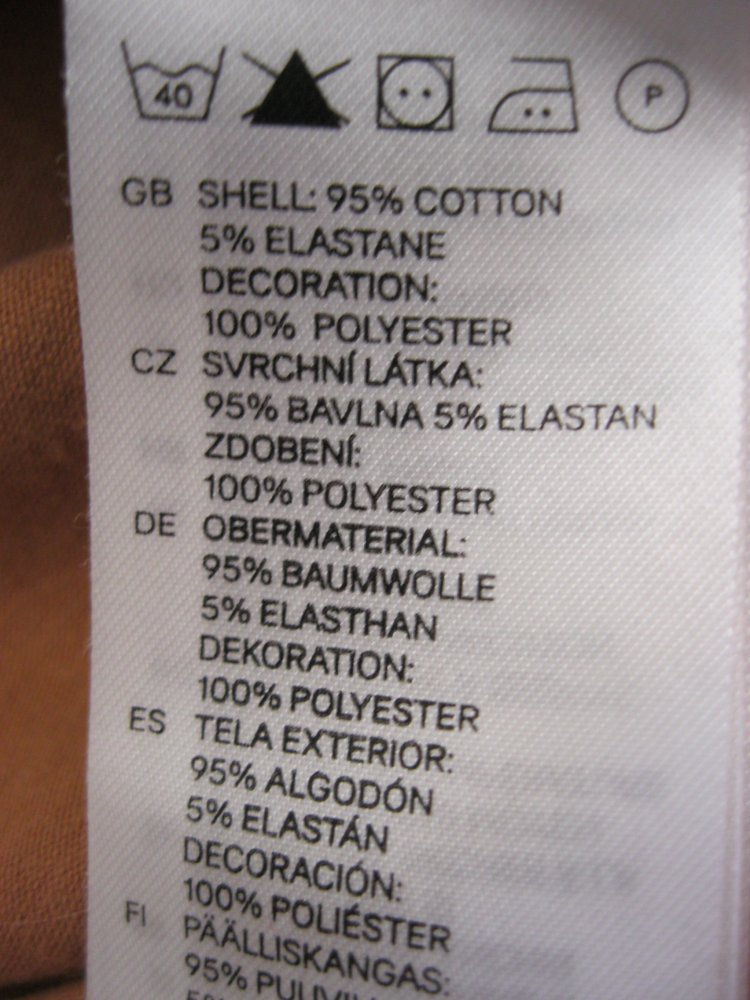 40 P
GB SHELL: 95% COTTON
5% ELASTANE
DECORATION:
100% POLYESTER
CZ SVRCHNÍ LÁTKA:
95% BAVLNA 5% ELASTAN
ZDOBENÍ:
100% POLYESTER
DE OBERMATERIAL:
95% BAUMWOLLE
5% ELASTHAN
DEKORATION:
100% POLYESTER
ES TELA EXTERIOR:
95% ALGODÓN
5% ELASTÁN
DECORACIÓN:
100% POLIÉSTER
FI PÄÄLLISKANGAS:
95%